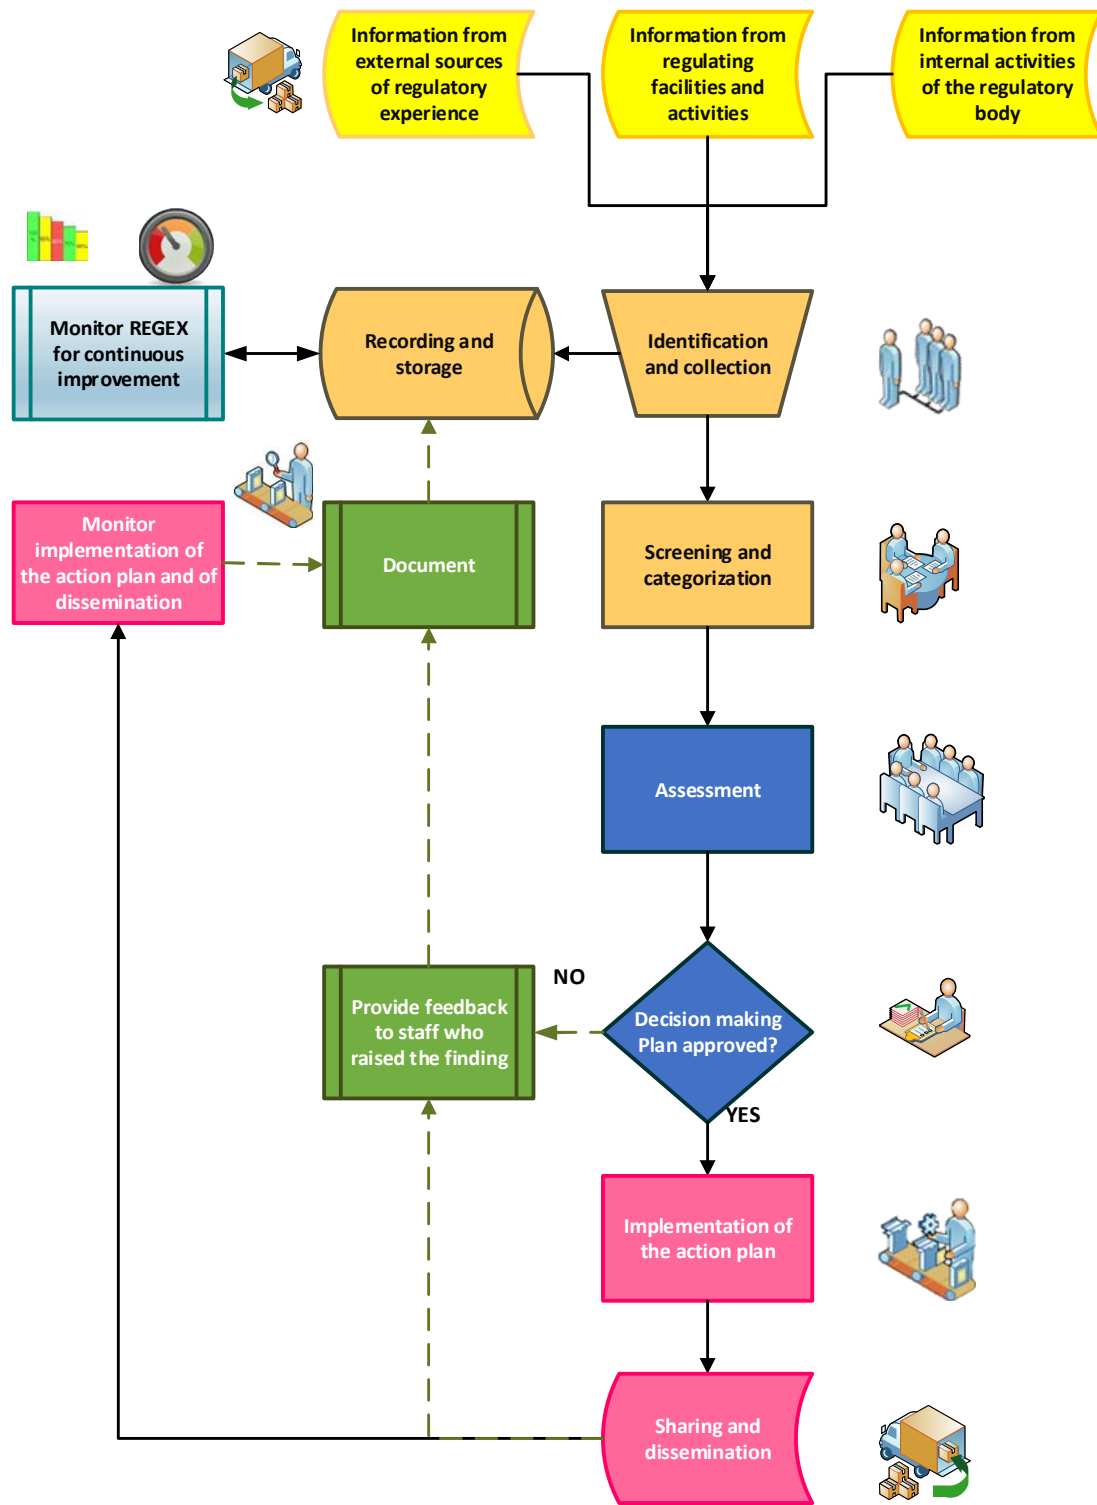 Information from
external sources
of regulatory
experience
Information from
regulating
facilities and
activities
Information from
internal activities
of the regulatory
body
Monitor REGEX
for continuous
improvement
Recording and
storage
Identification
and collection
Monitor
implementation of
the action plan and of
dissemination
Document
Screening and
categorization
Assessment
Provide feedback
to staff who
raised the finding
NO
Decision making
Plan approved?
YES
Implementation of
the action plan
Sharing and
dissemination